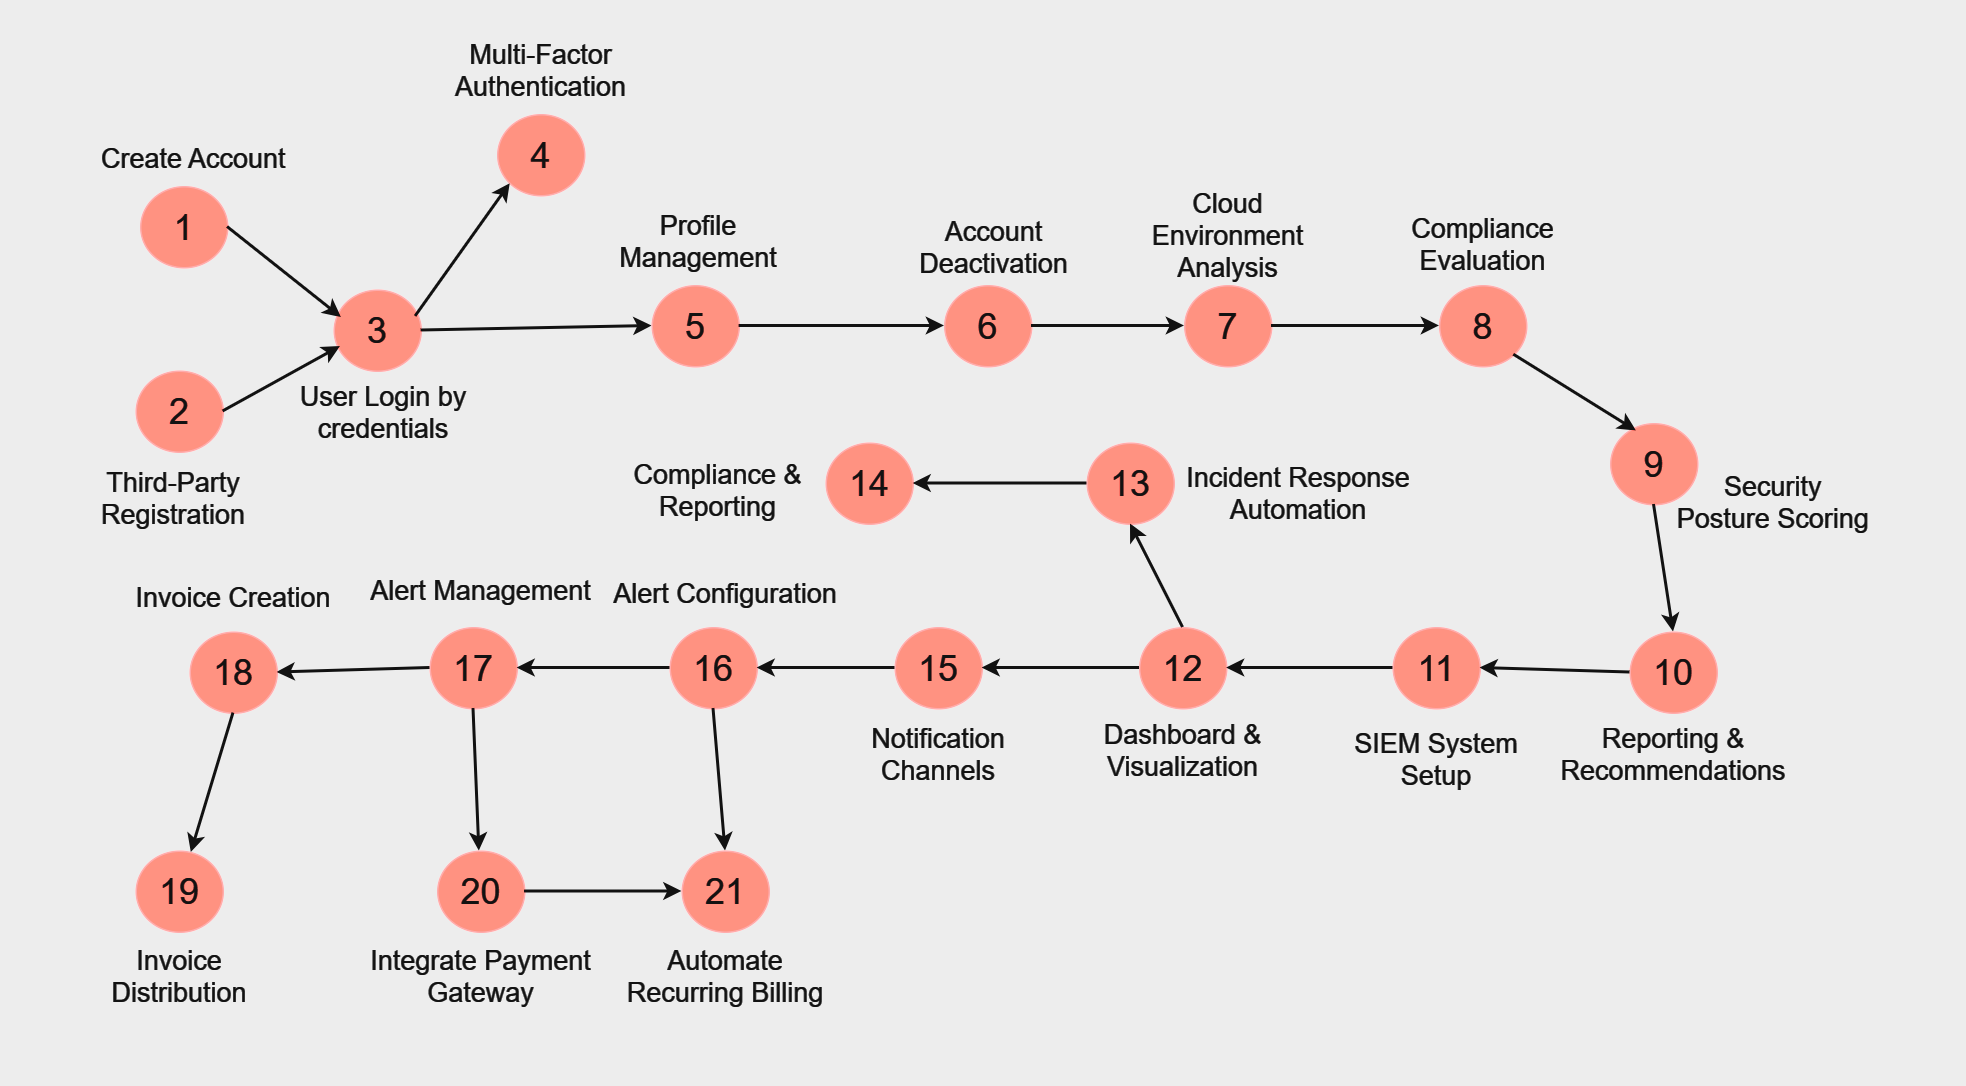 Multi-Factor
Authentication
4
Create Account
1
Profile
Management
Account
Deactivation
Cloud
Environment
Analysis
Compliance
Evaluation
3
5
6
7
8
User Login by
credentials
2
Third-Party
Registration
Compliance &
Reporting
14
13
Incident Response
Automation
9
Security
Posture Scoring
Invoice Creation
Alert Management
Alert Configuration
18
17
16
15
12
11
10
Notification
Channels
Dashboard &
Visualization
SIEM System
Setup
Reporting &
Recommendations
19
20
21
Invoice
Distribution
Integrate Payment
Gateway
Automate
Recurring Billing